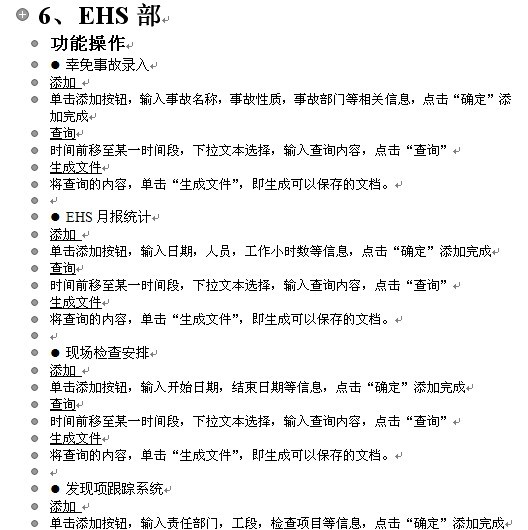 6、EHS 部
功能操作
● 幸免事故录入
添加
单击添加按钮，输入事故名称，事故性质，事故部门等相关信息，点击“确定”添
加完成
查询
时间前移至某一时间段，下拉文本选择，输入查询内容，点击“查询”
生成文件
将查询的内容，单击“生成文件”，即生成可以保存的文档。
● EHS 月报统计
添加
单击添加按钮，输入日期，人员，工作小时数等信息，点击“确定”添加完成
查询
时间前移至某一时间段，下拉文本选择，输入查询内容，点击“查询”
生成文件
将查询的内容，单击“生成文件”，即生成可以保存的文档。
● 现场检查安排
添加
单击添加按钮，输入开始日期，结束日期等信息，点击“确定”添加完成
查询
时间前移至某一时间段，下拉文本选择，输入查询内容，点击“查询”
生成文件
将查询的内容，单击“生成文件”，即生成可以保存的文档。
● 发现项跟踪系统
添加
单击添加按钮，输入责任部门，工段，检查项目等信息，点击“确定”添加完成